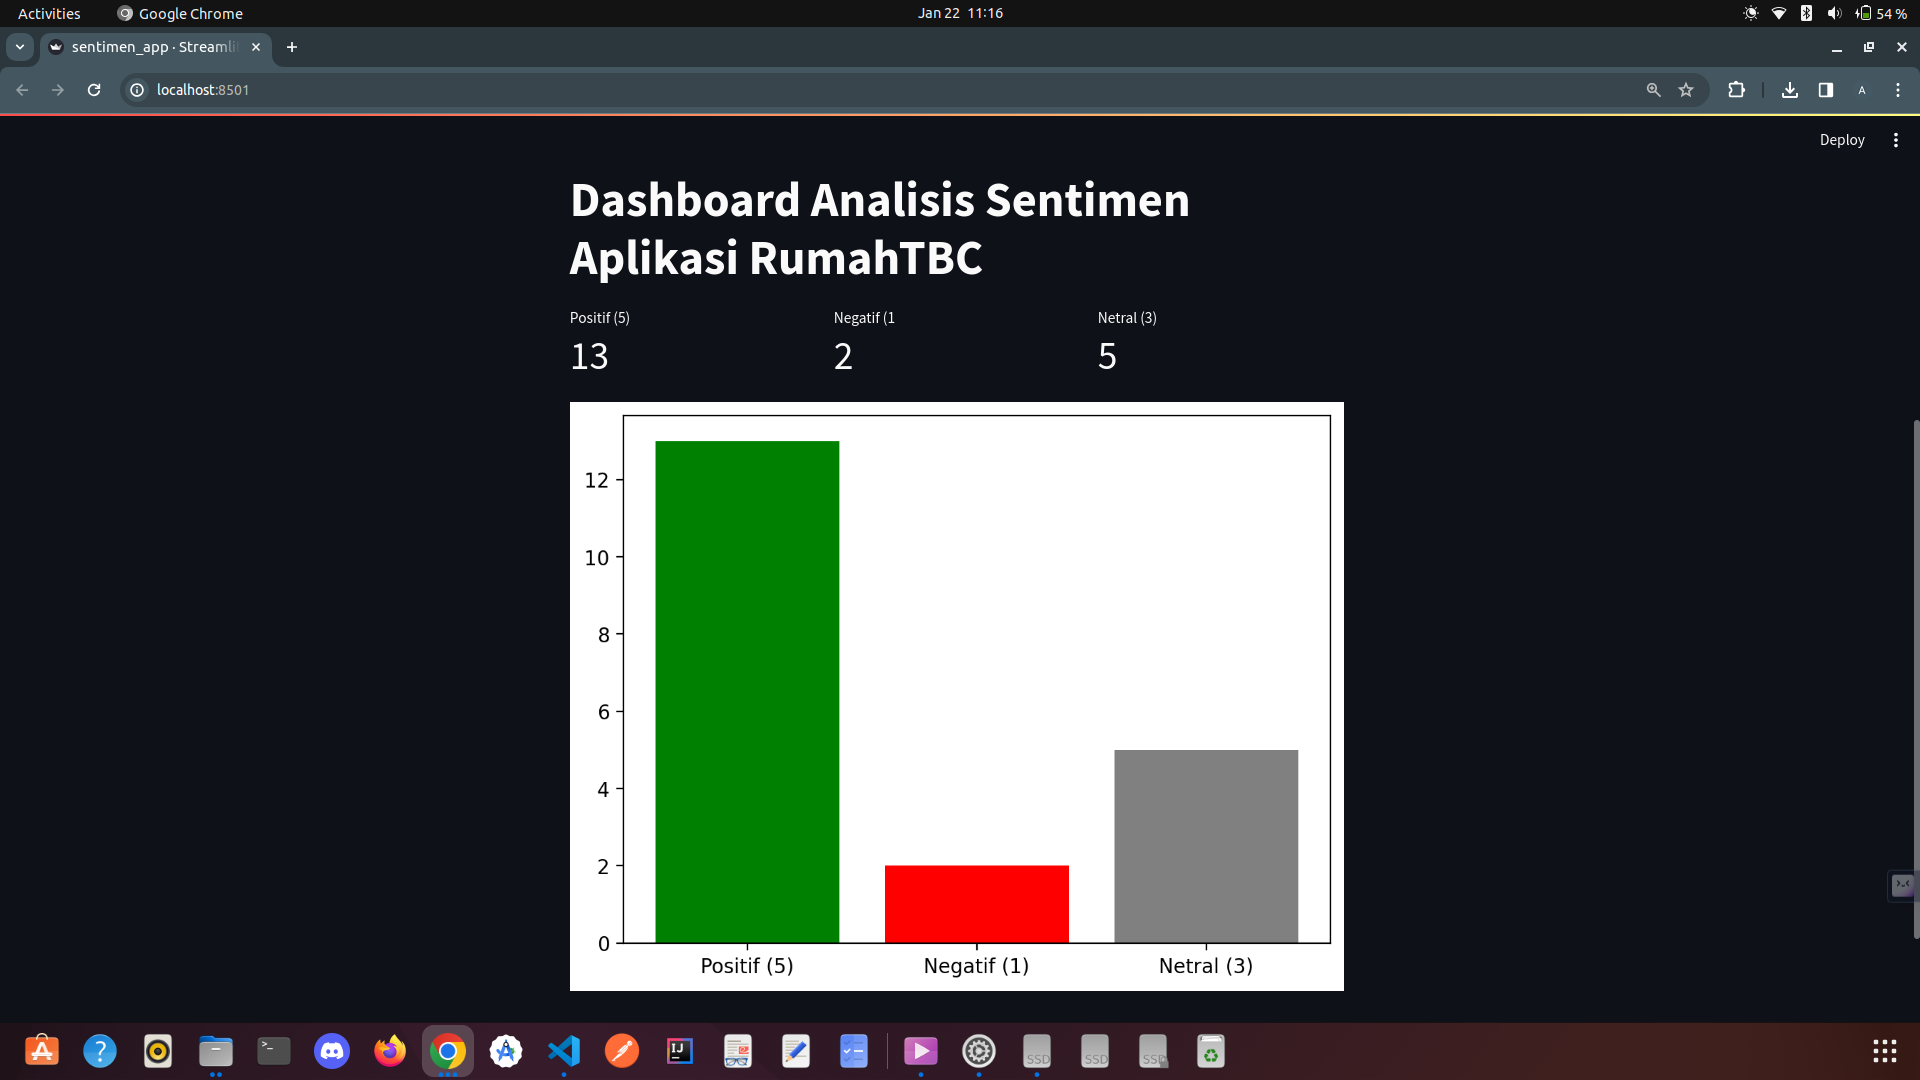 Activities
Google Chrome
Jan 22 11:16
54 %
sentimen_app · Streamli
localhost:8501
A
Deploy
Dashboard Analisis Sentimen
Aplikasi RumahTBC
Positif (5)
Negatif (1
Netral (3)
13
2
5
12
10
8
6
4
2
0
Positif (5)
Negatif (1)
Netral (3)
IJ
SSD
SSD
SSD